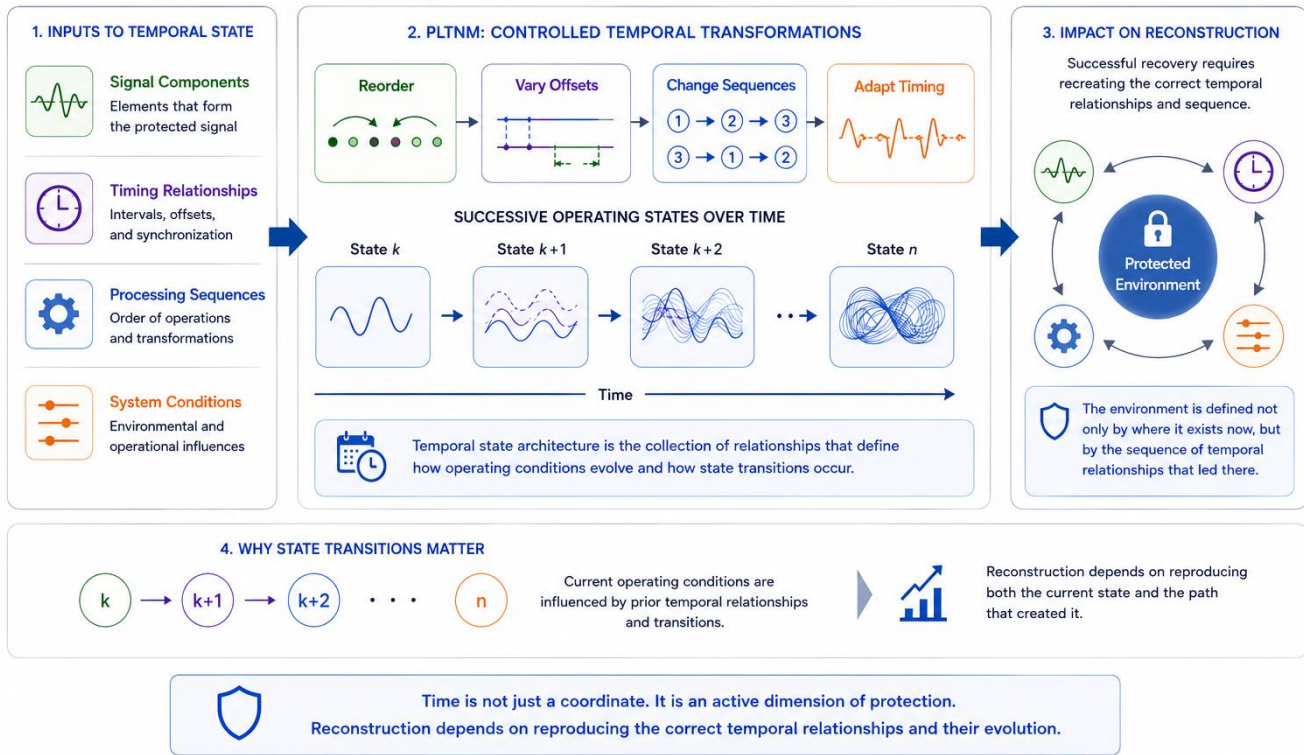 1. INPUTS TO TEMPORAL STATE
Signal Components
Elements that form
the protected signal
Timing Relationships
Intervals, offsets,
and synchronization
Processing Sequences
Order of operations
and transformations
System Conditions
Environmental and
operational influences
2. PLTNM: CONTROLLED TEMPORAL TRANSFORMATIONS
Reorder
Vary Offsets
Change Sequences
1 2 3
3 1 2
Adapt Timing
SUCCESSIVE OPERATING STATES OVER TIME
State k
State k+1
State k+2
State n
Time
Temporal state architecture is the collection of relationships that define
how operating conditions evolve and how state transitions occur.
3. IMPACT ON RECONSTRUCTION
Successful recovery requires
recreating the correct temporal
relationships and sequence.
Protected
Environment
The environment is defined not
only by where it exists now, but
by the sequence of temporal
relationships that led there.
4. WHY STATE TRANSITIONS MATTER
k k+1 k+2 n
Current operating conditions are
influenced by prior temporal relationships
and transitions.
Reconstruction depends on reproducing
both the current state and the path
that created it.
Time is not just a coordinate. It is an active dimension of protection.
Reconstruction depends on reproducing the correct temporal relationships and their evolution.